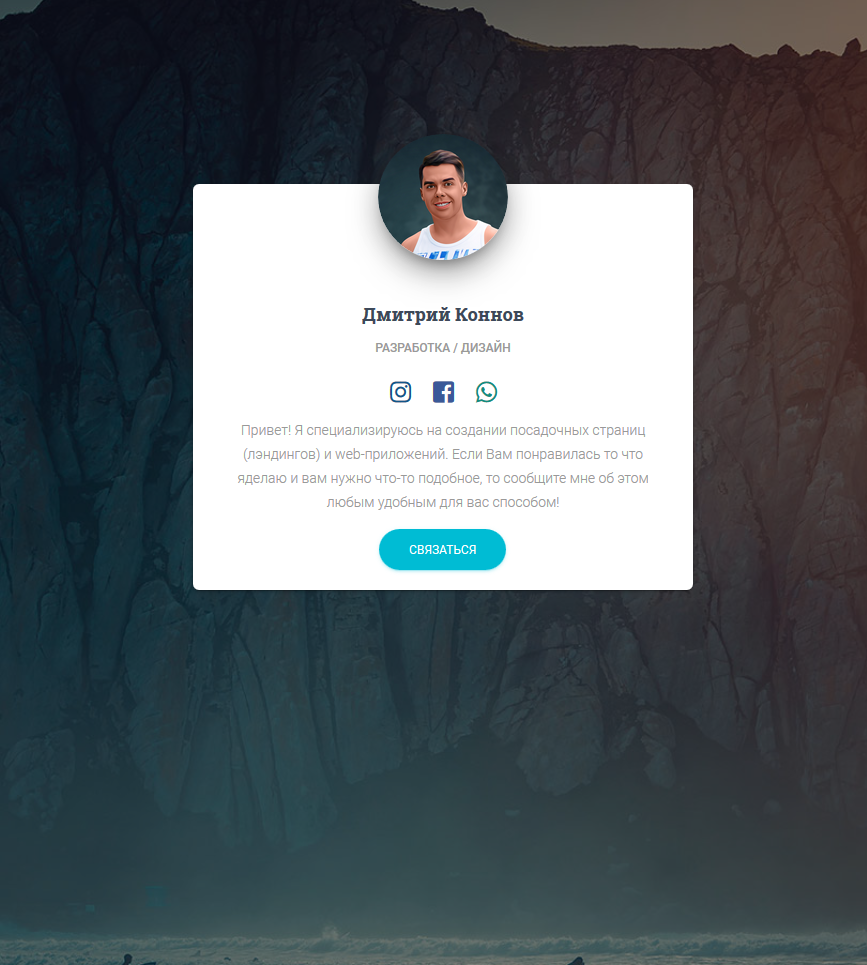 Дмитрий Коннов
РАЗРАБОТКА / ДИЗАЙН
Привет! Я специализируюсь на создании посадочных страниц
(лэндингов) и web-приложений. Если Вам понравилась то что
яделаю и вам нужно что-то подобное, то сообщите мне об этом
любым удобным для вас способом!
СВЯЗАТЬСЯ